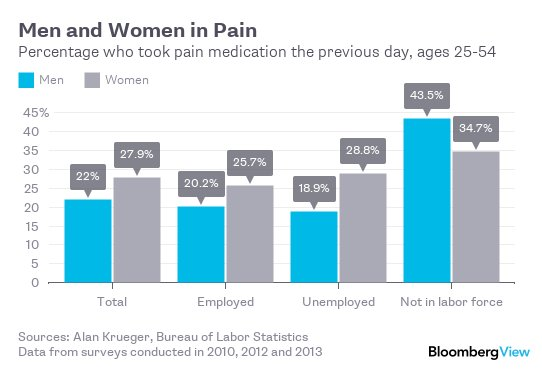 Men and Women in Pain
Percentage who took pain medication the previous day, ages 25-54
Men Women
45%
40
35
30
25
20
15
10
5
0
22%
27.9%
20.2%
25.7%
18.9%
28.8%
43.5%
34.7%
Total Employed Unemployed Not in labor force
Sources: Alan Krueger, Bureau of Labor Statistics
Data from surveys conducted in 2010, 2012 and 2013
BloombergView